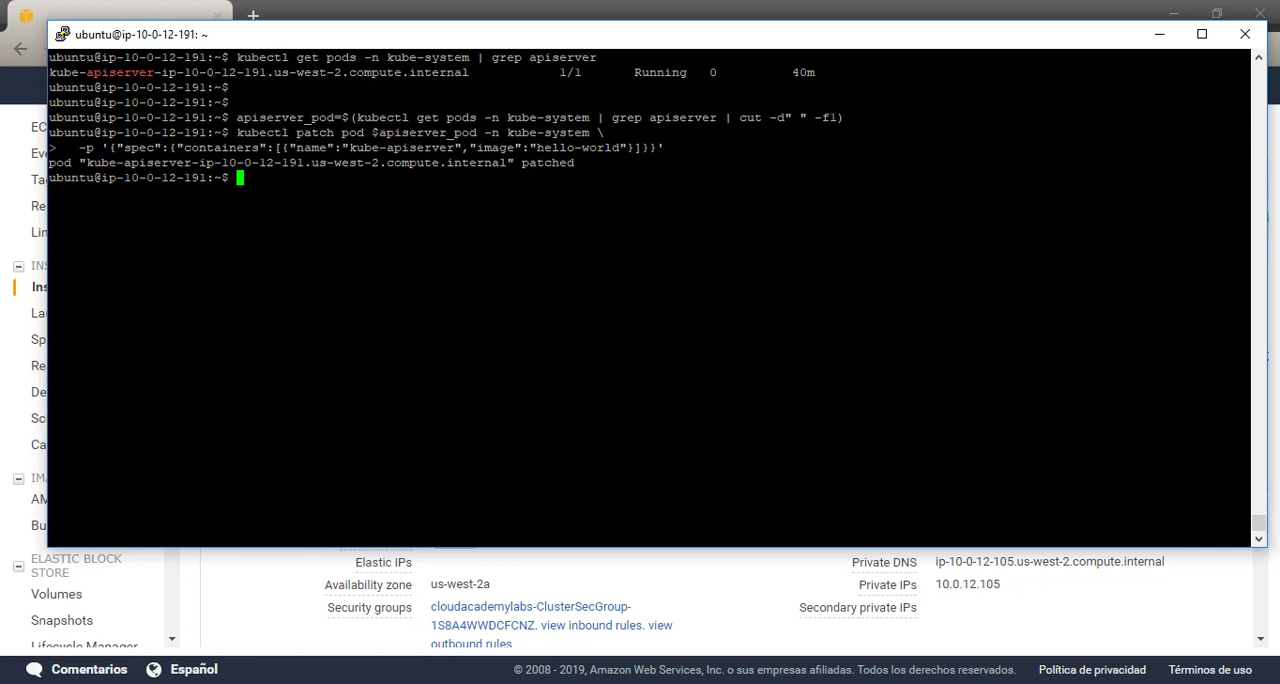 ubuntu@ip-10-0-12-191: ~
ubuntu@ip-10-0-12-191:~$ kubectl get pods -n kube-system | grep apiserver
kube-apiserver-ip-10-0-12-191.us-west-2.compute.internal 1/1 Running 0 40m
ubuntu@ip-10-0-12-191:~$
ubuntu@ip-10-0-12-191:~$
ubuntu@ip-10-0-12-191:~$ apiserver_pod=$(kubectl get pods -n kube-system | grep apiserver | cut -d" " -f1)
ubuntu@ip-10-0-12-191:~$ kubectl patch pod $apiserver_pod -n kube-system \
> -p '{"spec":{"containers":[{"name":"kube-apiserver","image":"hello-world"}]}}'
pod "kube-apiserver-ip-10-0-12-191.us-west-2.compute.internal" patched
ubuntu@ip-10-0-12-191:~$
EC
Eve
Ta
Re
Lin
INS
Ins
Lau
Sp
Re
De
Sc
Ca
IMA
AM
Bu
ELASTIC BLOCK
STORE
Volumes
Snapshots
Lifecycle Manager
Elastic IPs
Availability zone us-west-2a
Security groups cloudacademylabs-ClusterSecGroup-
1S8A4WWDCFCNZ. view inbound rules. view
outbound rules
Private DNS ip-10-0-12-105.us-west-2.compute.internal
Private IPs 10.0.12.105
Secondary private IPs
Comentarios Español © 2008 - 2019, Amazon Web Services, Inc. o sus empresas afiliadas. Todos los derechos reservados. Política de privacidad Términos de uso